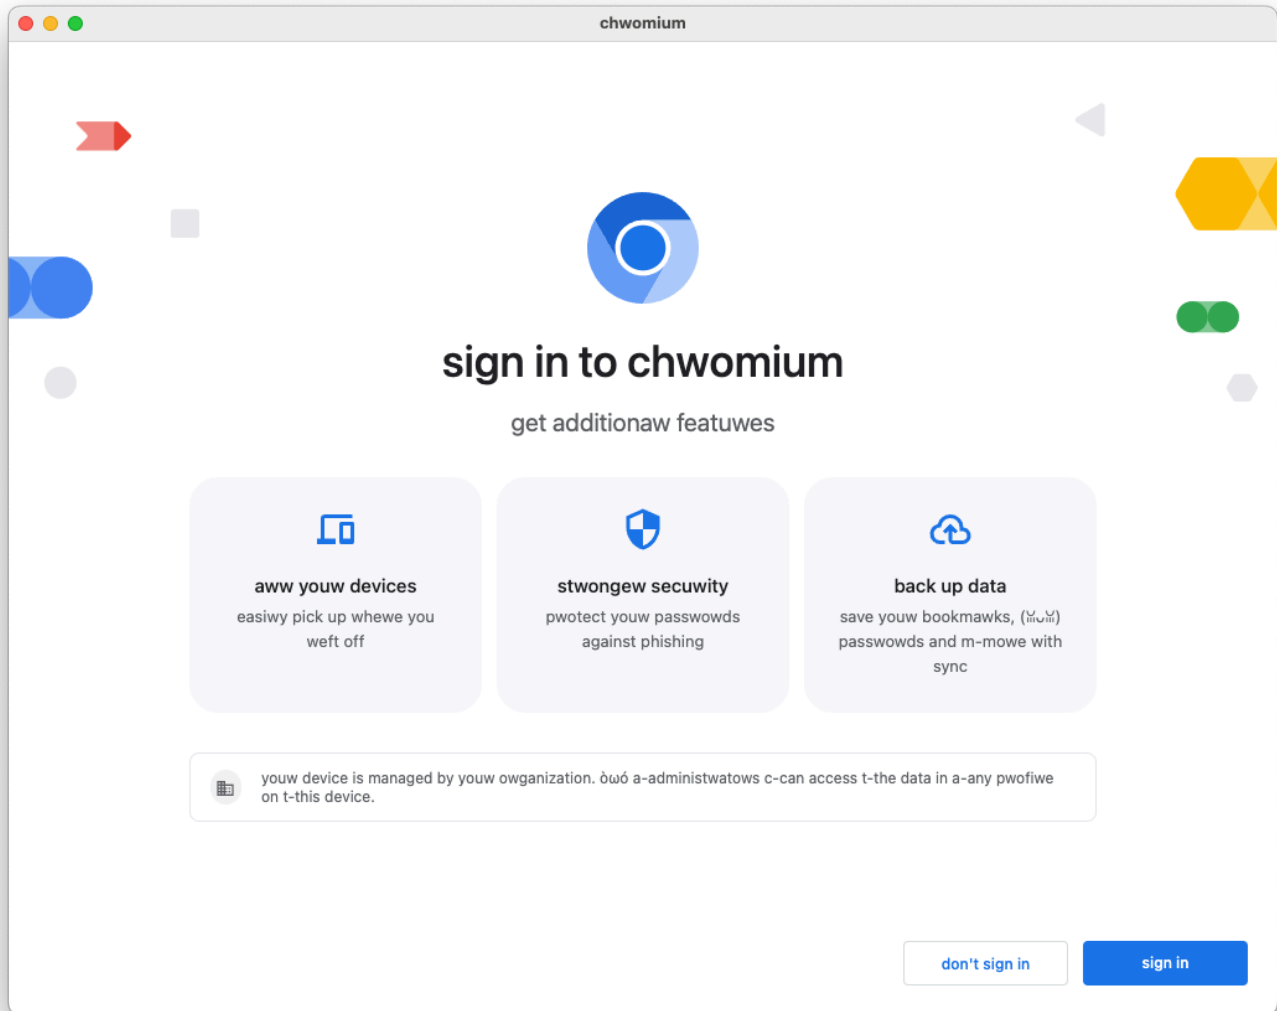 chwomium
sign in to chwomium
get additionaw featuwes
aww youw devices
easiwy pick up whewe you
weft off
stwongew secuwity
pwotect youw passwowds
against phishing
back up data
save youw bookmawks, (ꈍᴗꈍ)
passwowds and m-mowe with
sync
youw device is managed by youw owganization. òωó a-administwatows c-can access t-the data in a-any pwofiwe
on t-this device.
don't sign in
sign in